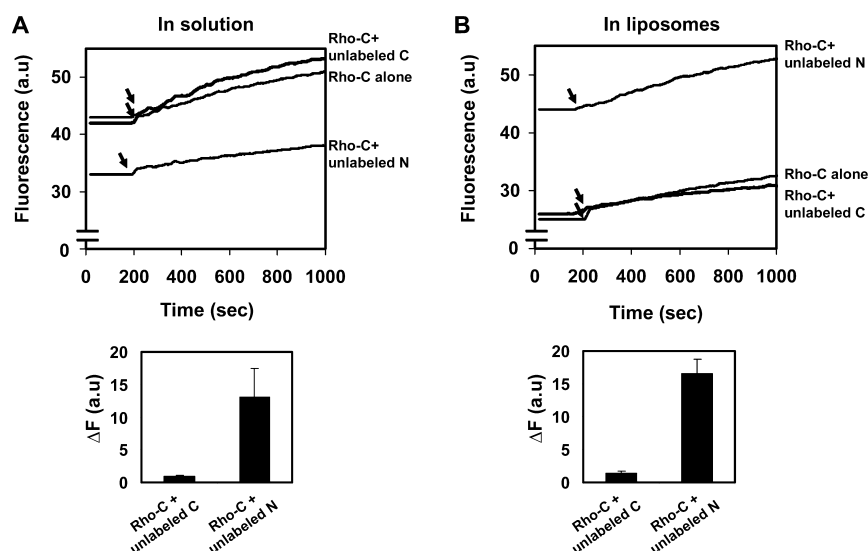 A
In solution
Fluorescence (a.u)
50
40
30
0
0 200 400 600 800 1000
Time (sec)
Rho-C+
unlabeled C
Rho-C alone
Rho-C+
unlabeled N
ΔF (a.u)
20
15
10
5
0
Rho-C +
unlabeled C
Rho-C +
unlabeled N
B
In liposomes
Fluorescence (a.u)
50
40
30
0
0 200 400 600 800 1000
Time (sec)
Rho-C+
unlabeled N
Rho-C alone
Rho-C+
unlabeled C
ΔF (a.u)
20
15
10
5
0
Rho-C +
unlabeled C
Rho-C +
unlabeled N